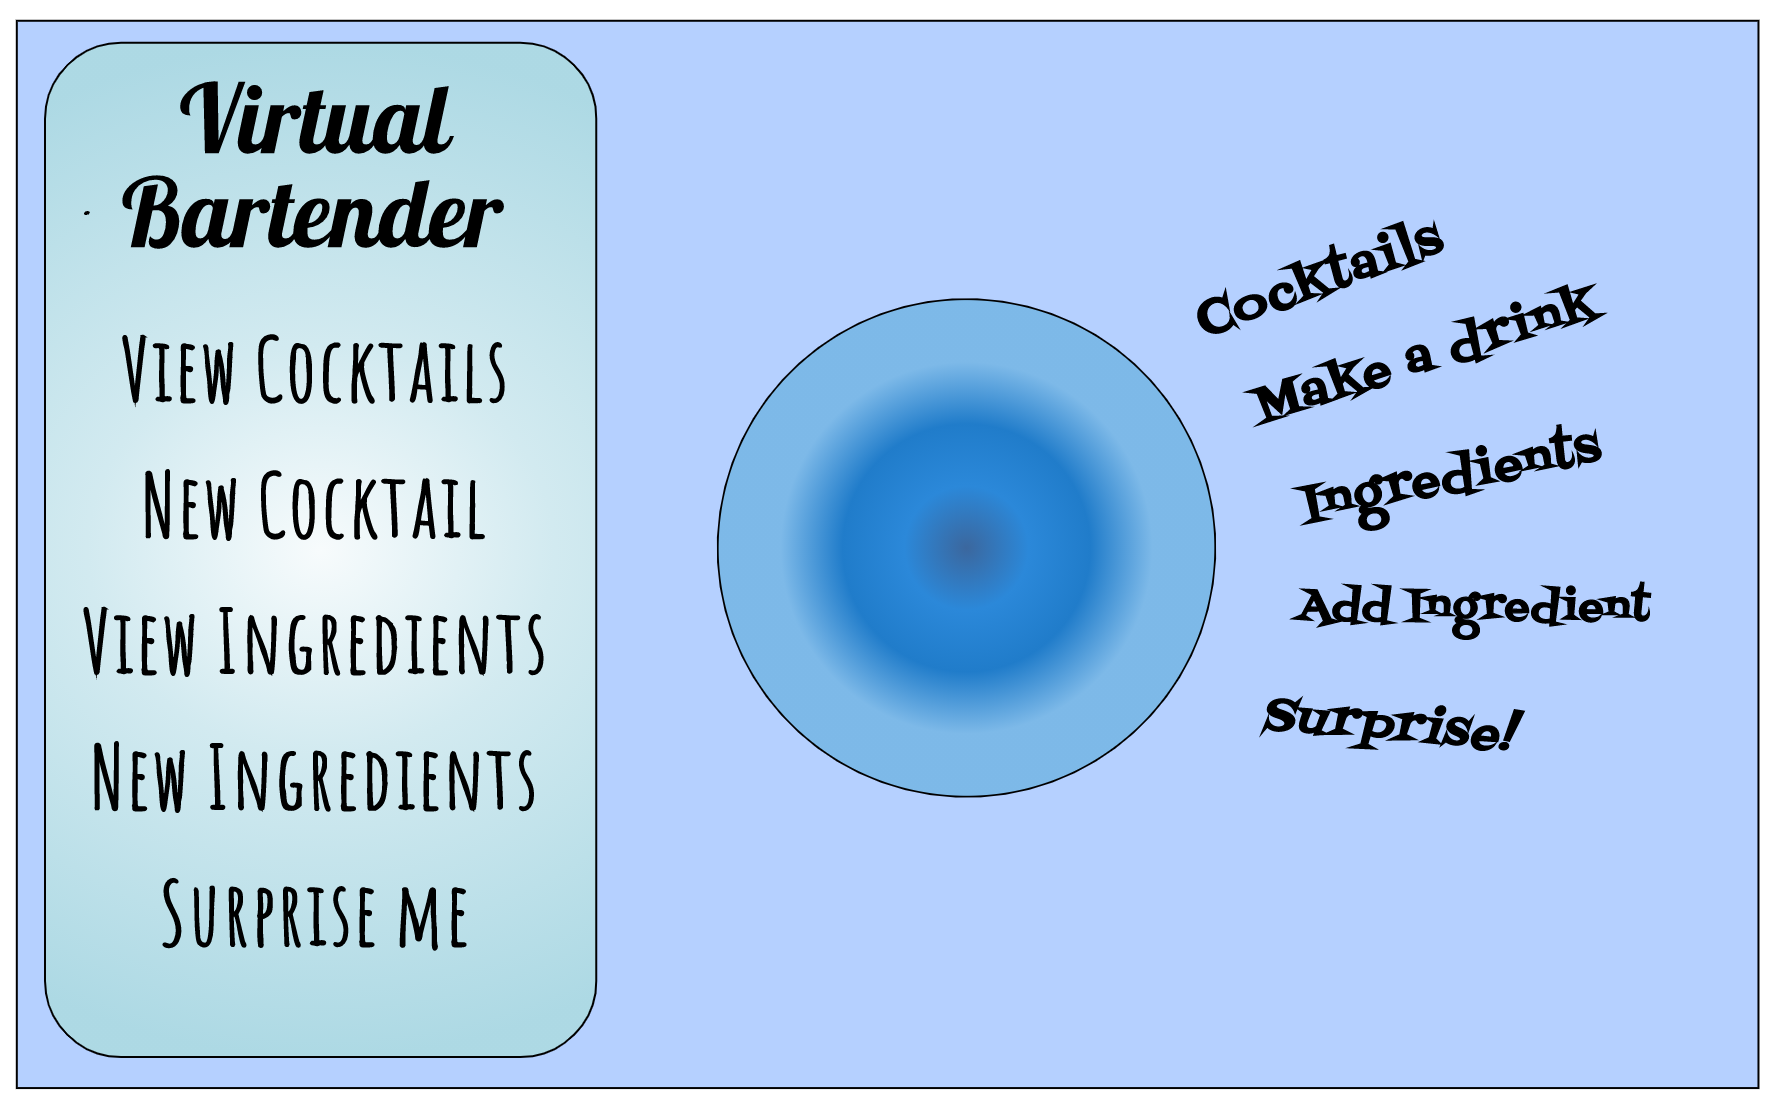 Virtual
Bartender
View Cocktails
New Cocktail
View Ingredients
New Ingredients
Surprise me
Cocktails
Make a drink
Ingredients
Add Ingredient
Surprise!